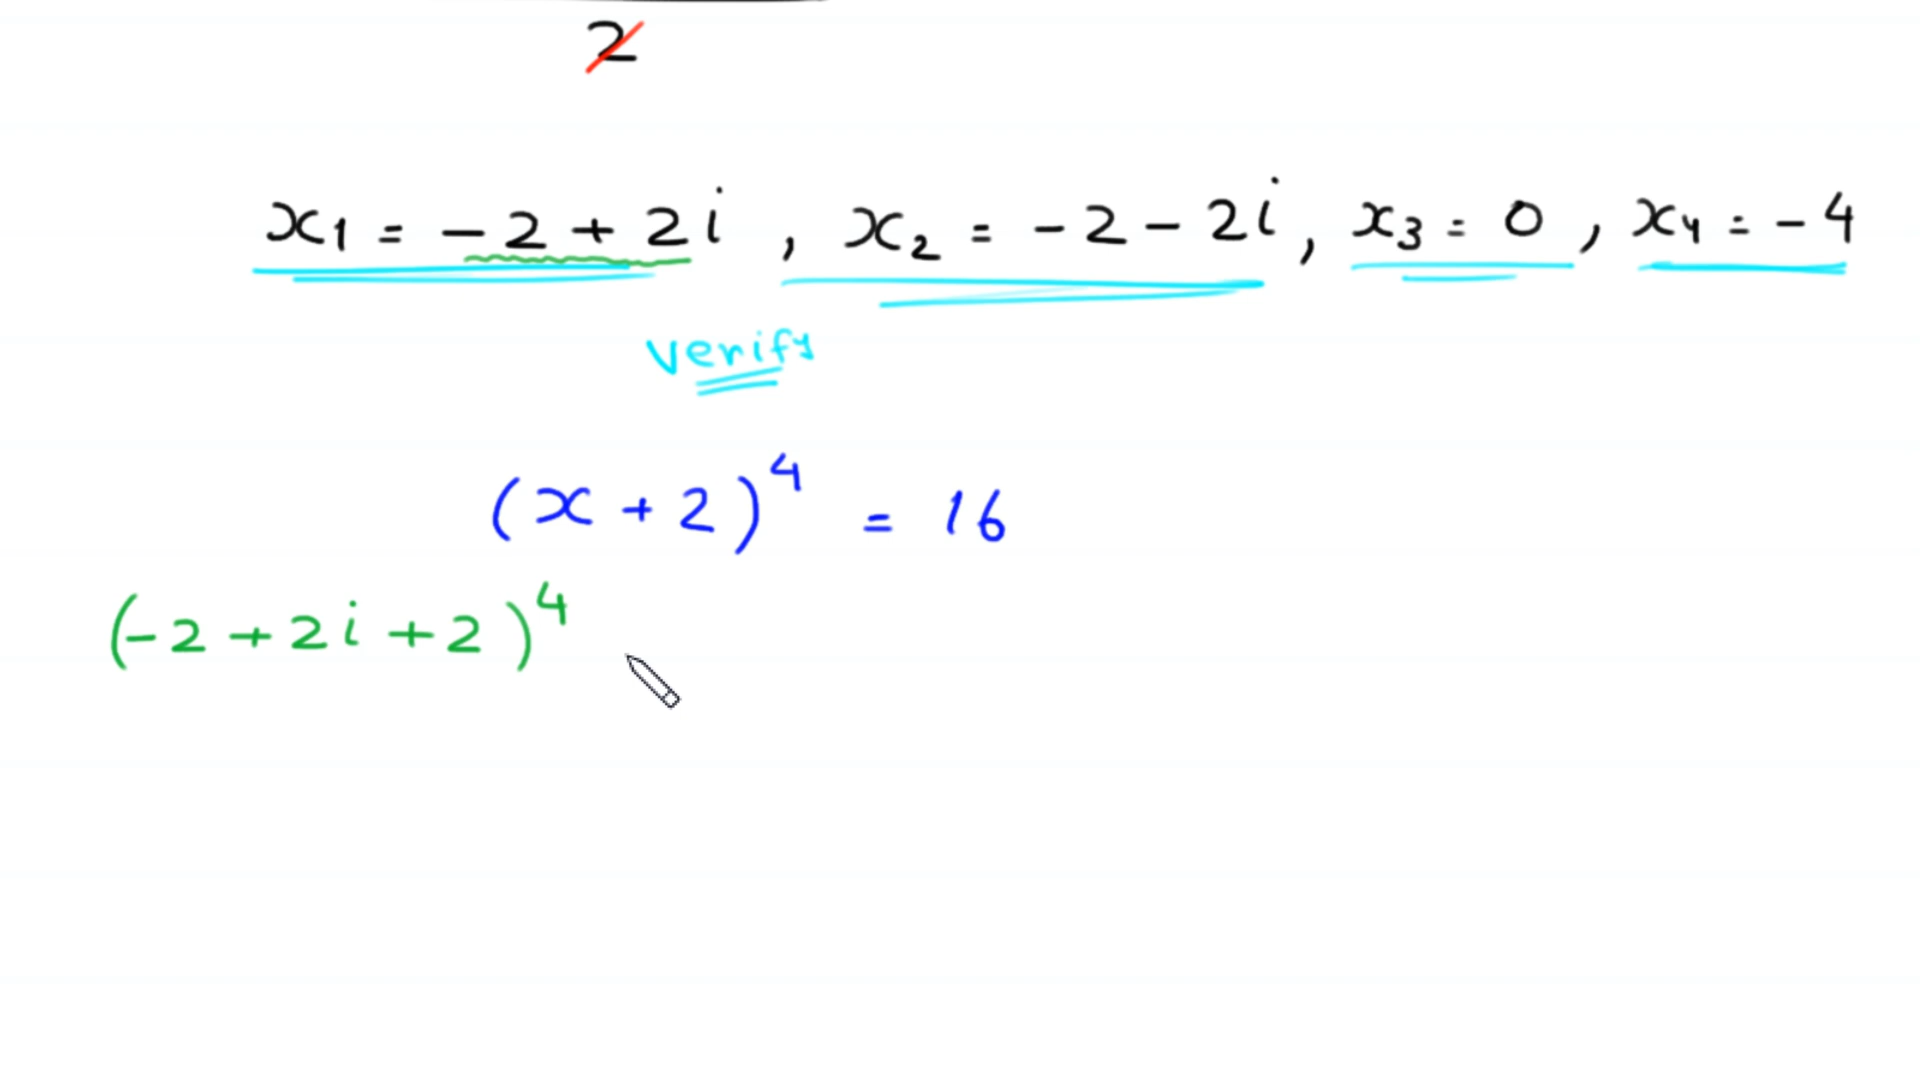 2
x₁ = -2 + 2i , x₂ = -2 - 2i , x₃ = 0 , x₄ = -4
verify
(x + 2)⁴ = 16
(-2 + 2i + 2)⁴